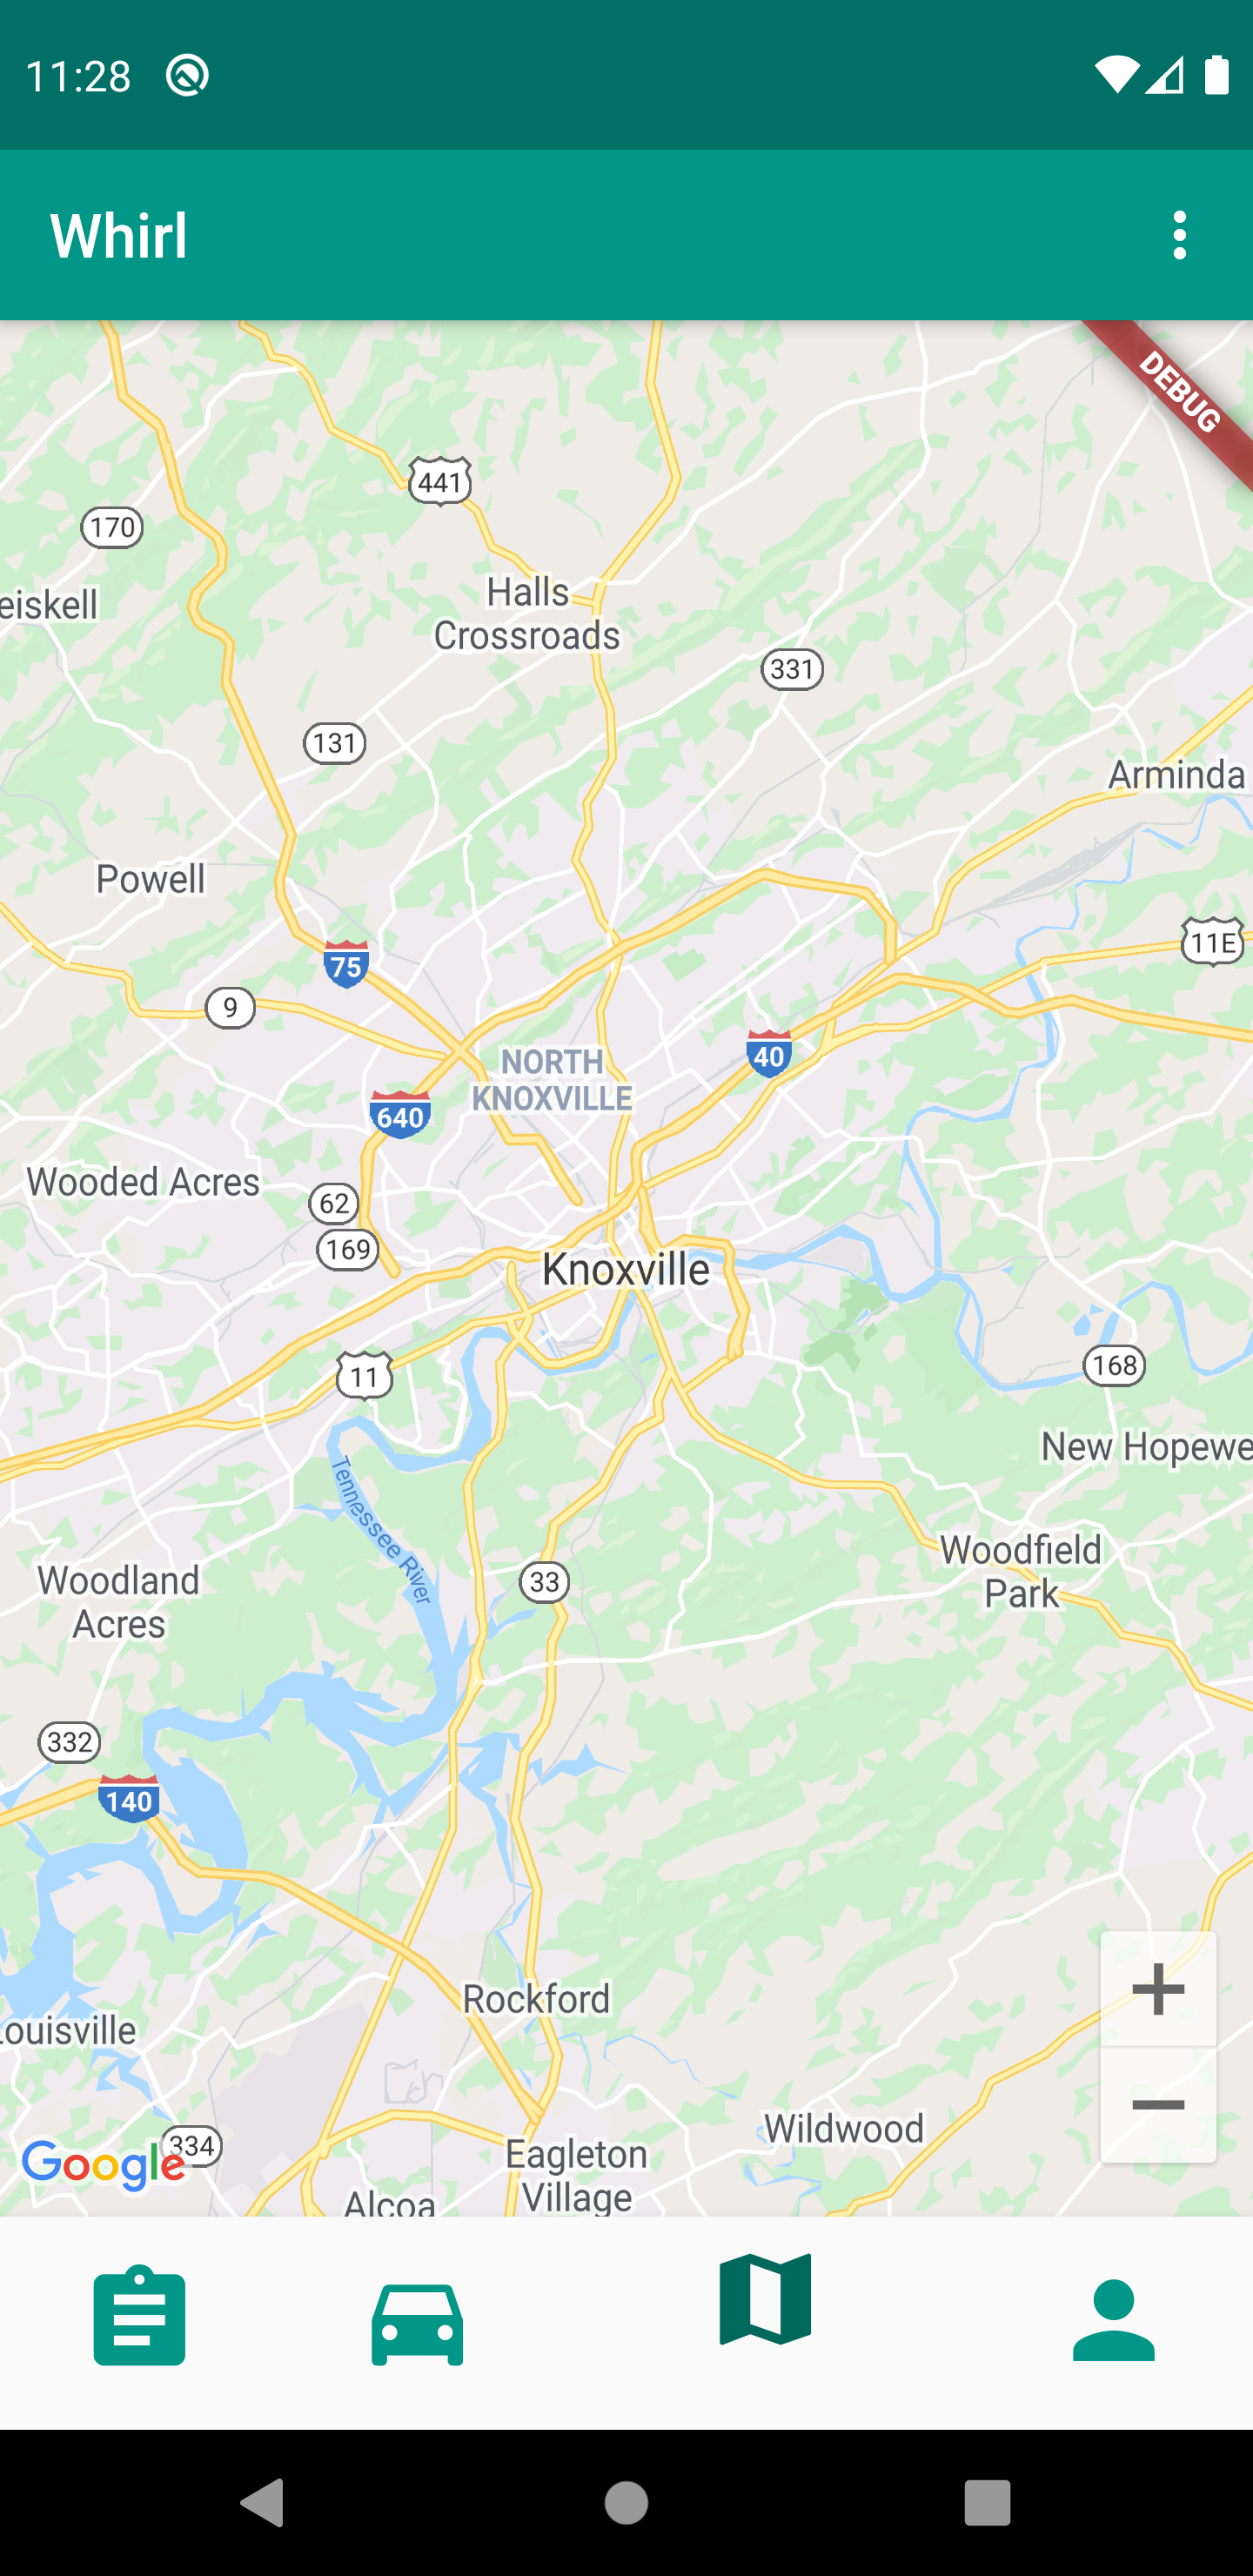 11:28
Whirl
DEBUG
441
170
eiskell
Halls
Crossroads
331
131
Arminda
Powell
11E
75
9
40
NORTH
KNOXVILLE
640
Wooded Acres
62
169
Knoxville
11
168
New Hopewe
Tennessee River
Woodfield
Park
33
Woodland
Acres
332
140
Rockford
ouisville
Wildwood
334
Google
Eagleton
Village
Alcoa